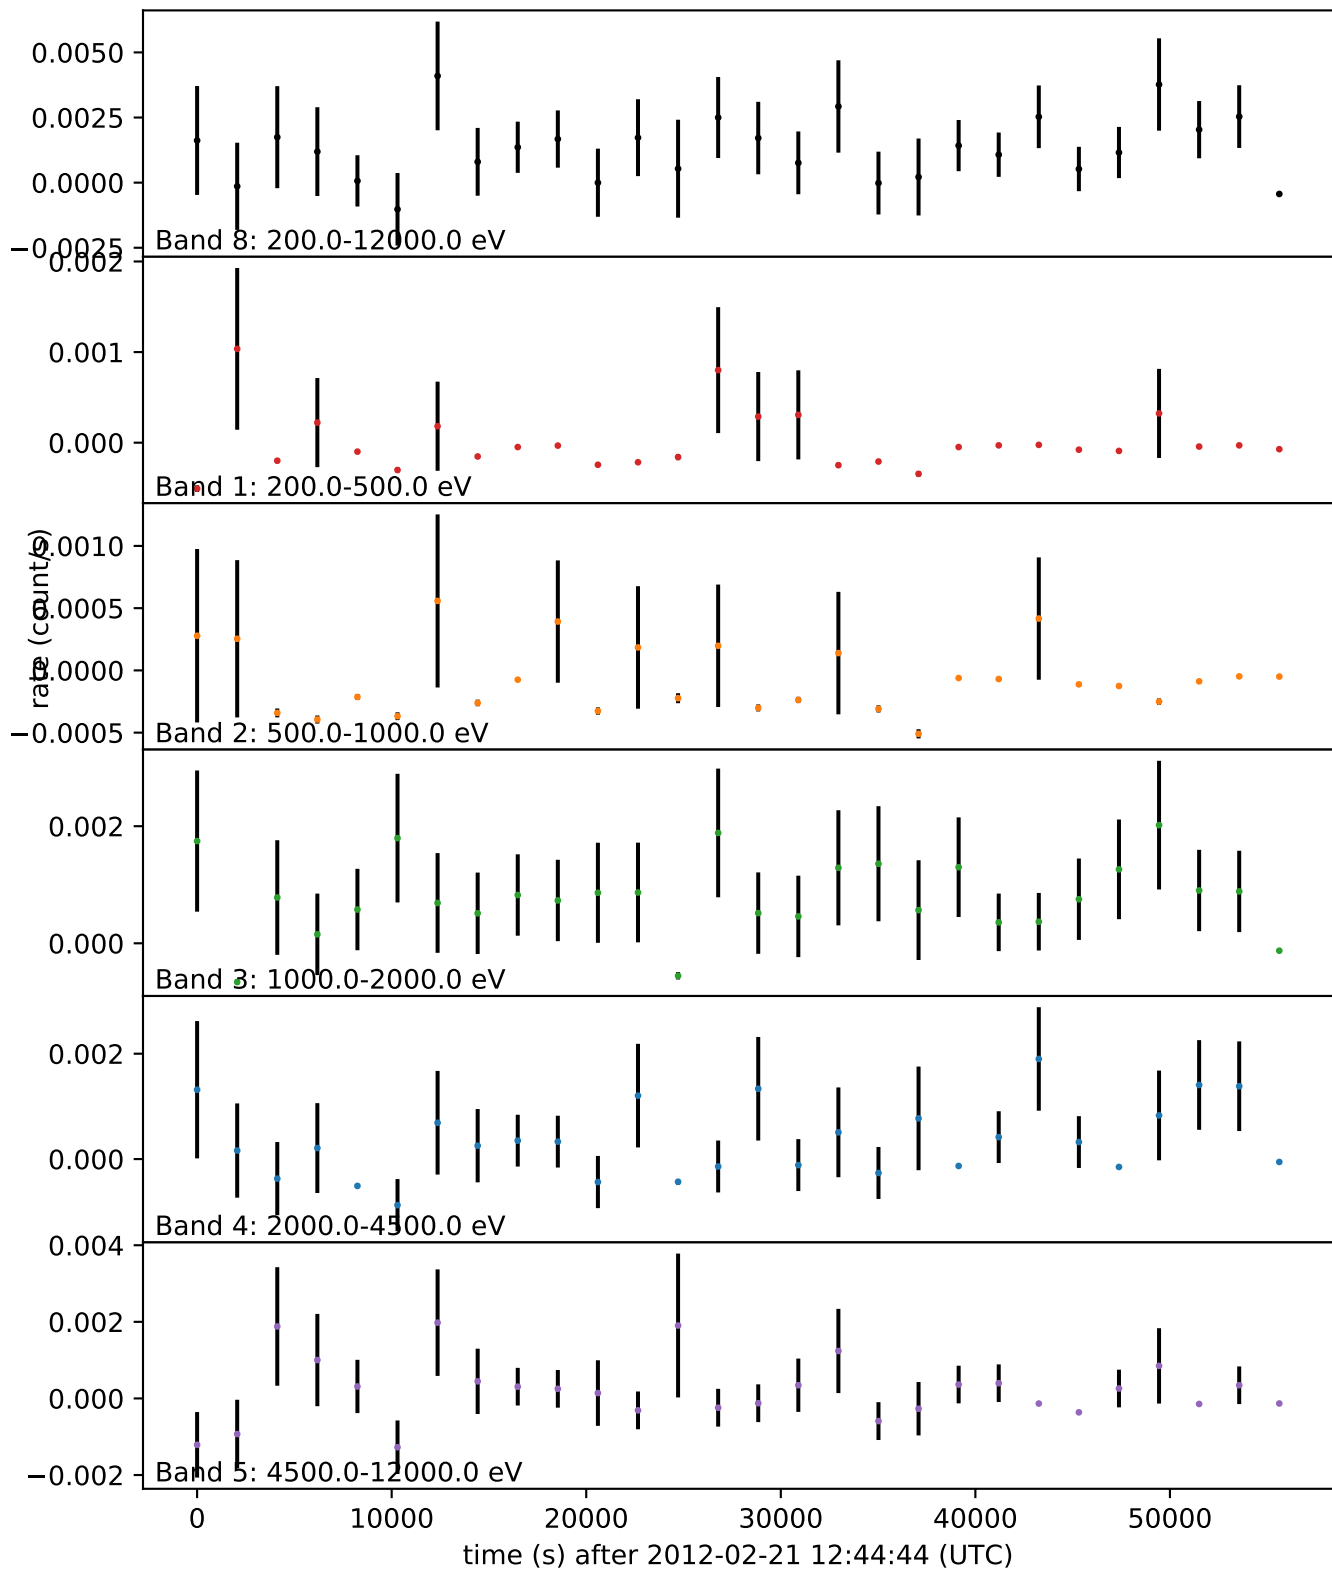 0.0050
0.0025
0.0000
−0.0025
Band 8: 200.0-12000.0 eV
0.002
0.001
0.000
Band 1: 200.0-500.0 eV
rate (count/s)
0.0010
0.0005
0.0000
−0.0005
Band 2: 500.0-1000.0 eV
0.002
0.000
Band 3: 1000.0-2000.0 eV
0.002
0.000
Band 4: 2000.0-4500.0 eV
0.004
0.002
0.000
−0.002
Band 5: 4500.0-12000.0 eV
0 10000 20000 30000 40000 50000
time (s) after 2012-02-21 12:44:44 (UTC)